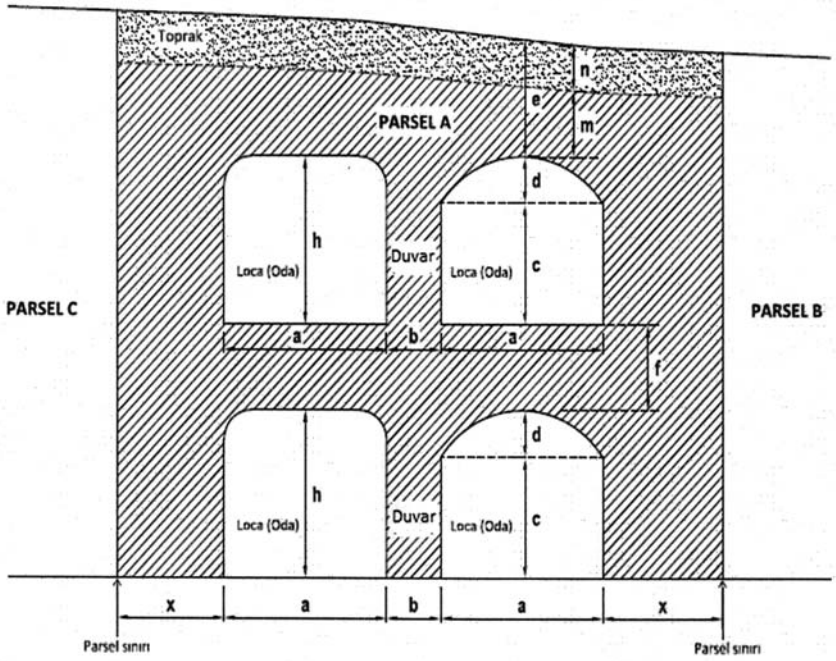 Toprak
n
e
PARSEL A
m
d
h
Duvar
c
Loca (Oda)
Loca (Oda)
PARSEL C
PARSEL B
a
b
a
f
d
h
Duvar
c
Loca (Oda)
Loca (Oda)
x
a
b
a
x
Parsel sınırı
Parsel sınırı